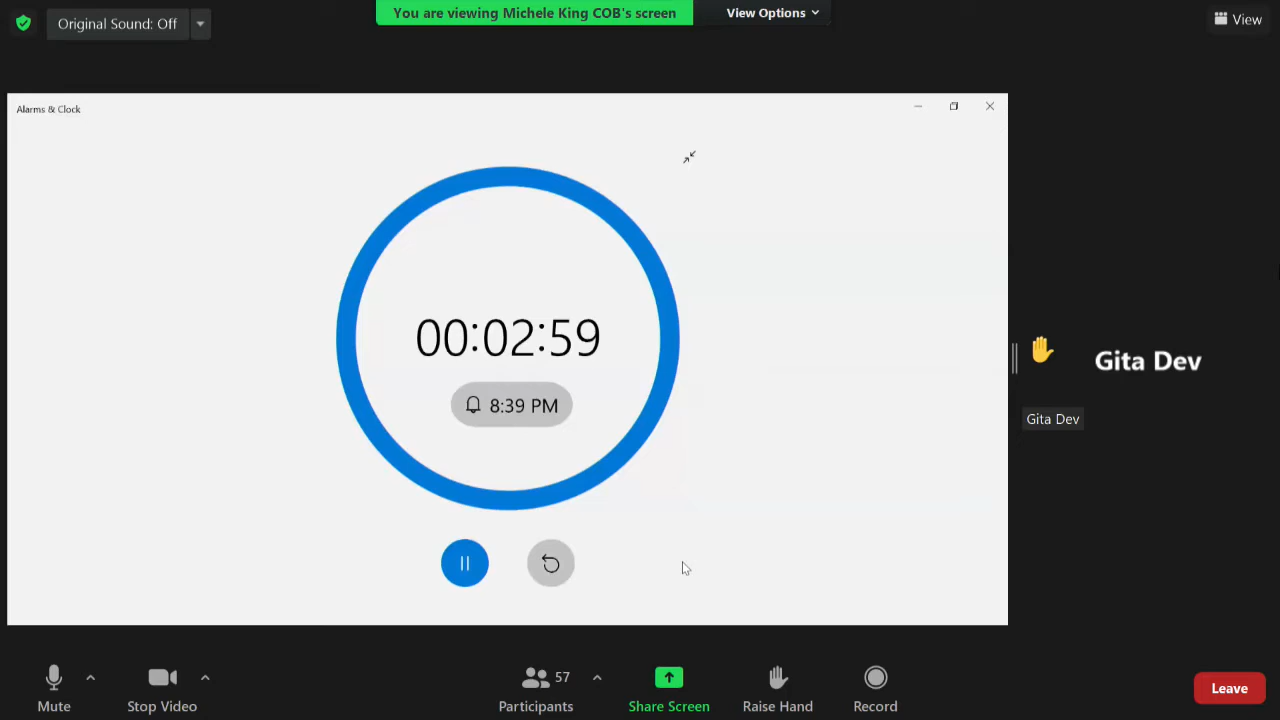 Original Sound: Off
You are viewing Michele King COB's screen
View Options
View
Alarms & Clock
00:02:59
8:39 PM
Gita Dev
Gita Dev
Mute
Stop Video
57
Participants
Share Screen
Raise Hand
Record
Leave